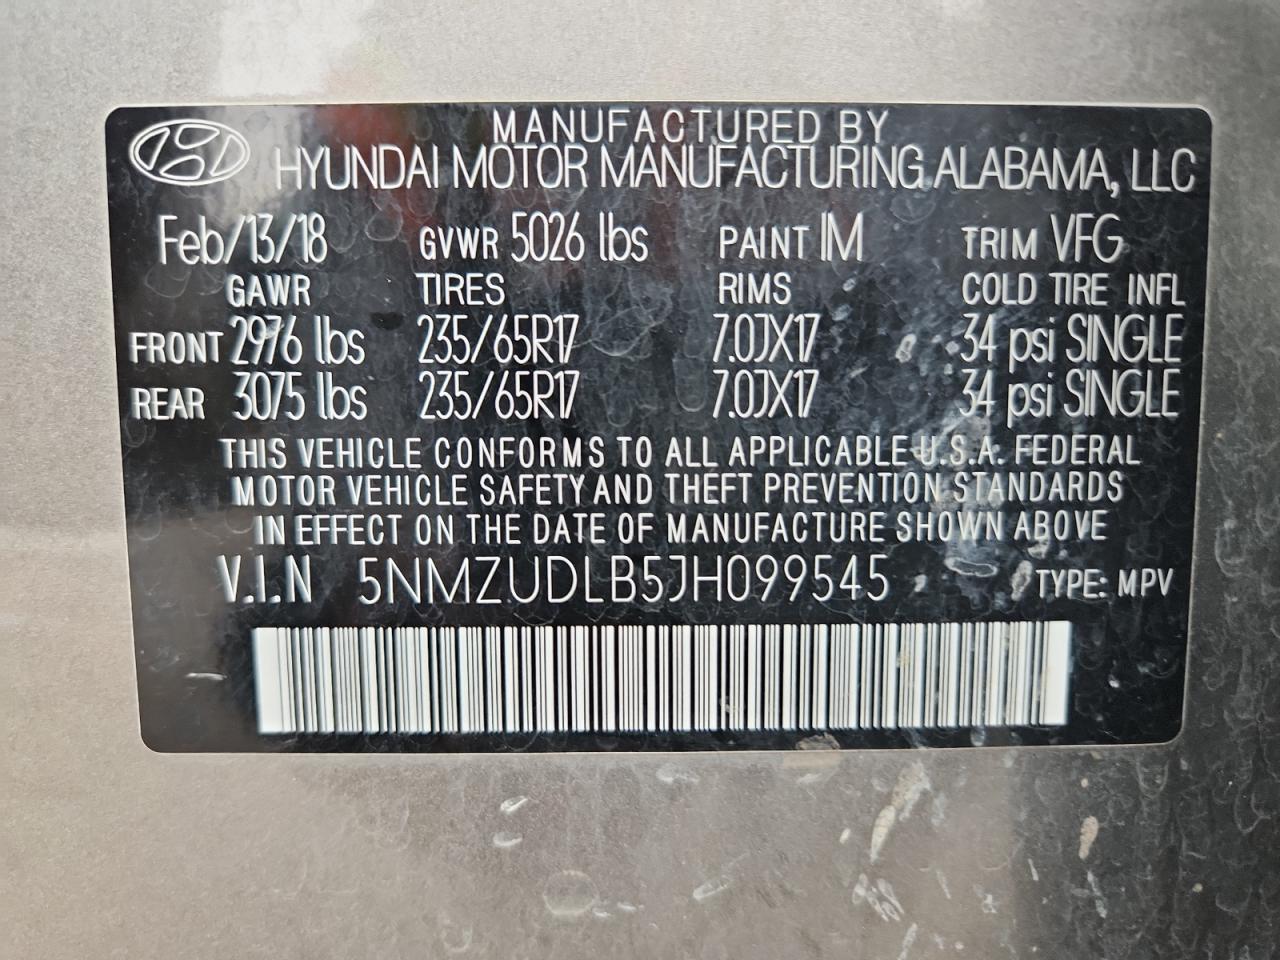 MANUFACTURED BY
HYUNDAI MOTOR MANUFACTURING ALABAMA, LLC
Feb/13/18 GVWR 5026 lbs PAINT IM TRIM VFG
GAWR TIRES RIMS COLD TIRE INFL
FRONT 2976 lbs 235/65R17 7.0JX17 34 psi SINGLE
REAR 3075 lbs 235/65R17 7.0JX17 34 psi SINGLE
THIS VEHICLE CONFORMS TO ALL APPLICABLE U.S.A. FEDERAL
MOTOR VEHICLE SAFETY AND THEFT PREVENTION STANDARDS
IN EFFECT ON THE DATE OF MANUFACTURE SHOWN ABOVE
V.I.N 5NMZUDLB5JH099545 TYPE: MPV